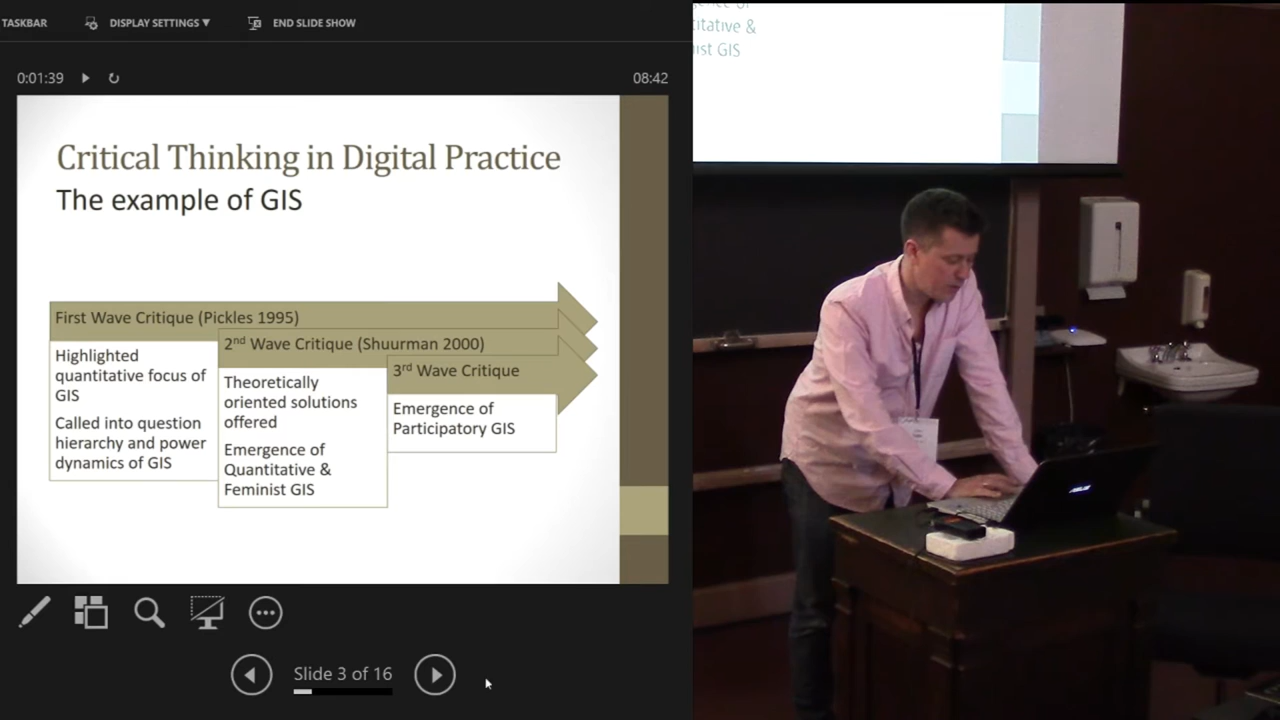 TASKBAR
DISPLAY SETTINGS ▼
END SLIDE SHOW
0:01:39
08:42
Critical Thinking in Digital Practice
The example of GIS
First Wave Critique (Pickles 1995)
Highlighted
quantitative focus of
GIS
Called into question
hierarchy and power
dynamics of GIS
2nd Wave Critique (Shuurman 2000)
Theoretically
oriented solutions
offered
Emergence of
Quantitative &
Feminist GIS
3rd Wave Critique
Emergence of
Participatory GIS
Slide 3 of 16
titative &
ist GIS
ASUS